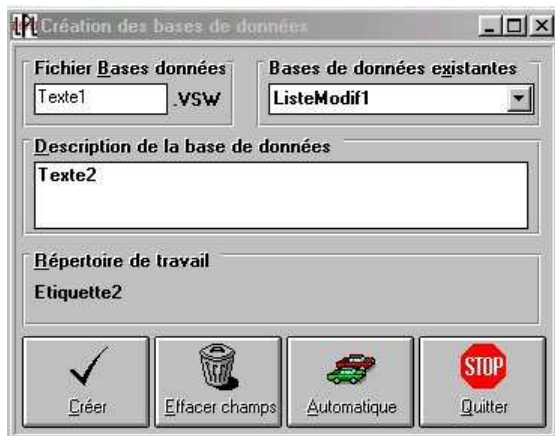 LPL Création des bases de données
Fichier Bases données
Texte1 .VSW
Bases de données existantes
ListeModif1
Description de la base de données
Texte2
Répertoire de travail
Etiquette2
Créer
Effacer champs
Automatique
STOP
Quitter